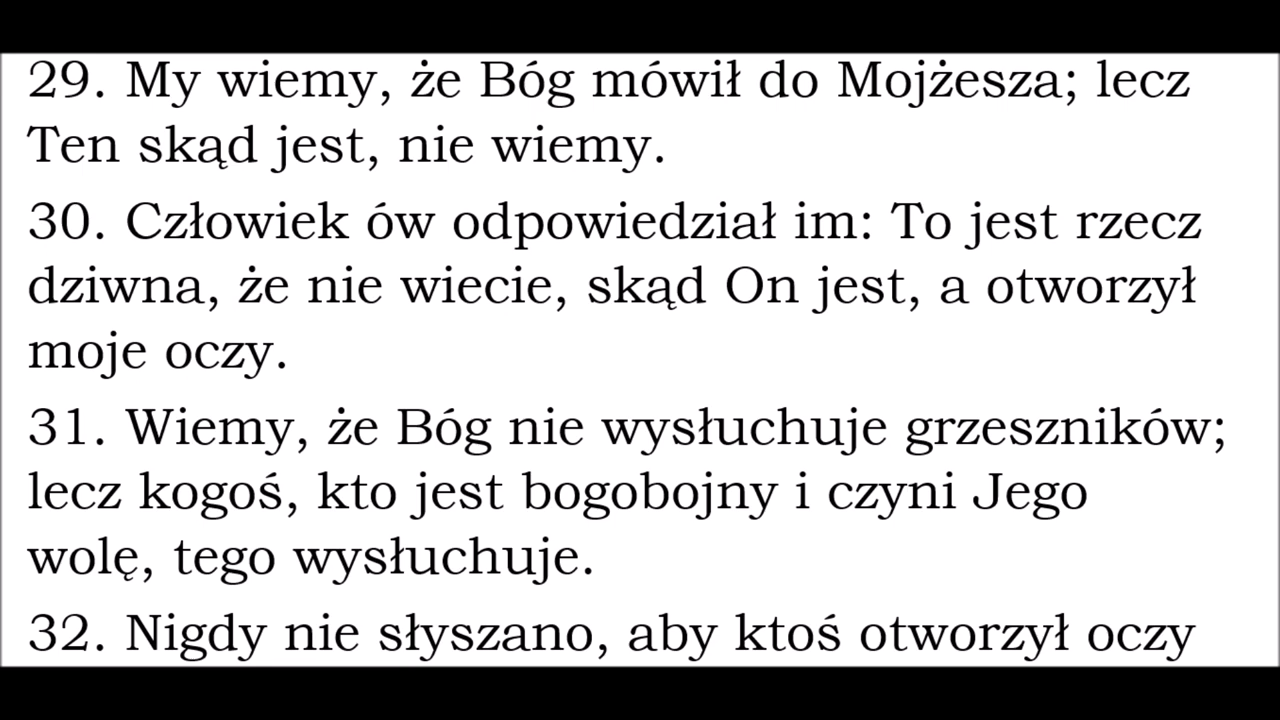 29. My wiemy, że Bóg mówił do Mojżesza; lecz
Ten skąd jest, nie wiemy.
30. Człowiek ów odpowiedział im: To jest rzecz
dziwna, że nie wiecie, skąd On jest, a otworzył
moje oczy.
31. Wiemy, że Bóg nie wysłuchuje grzeszników;
lecz kogoś, kto jest bogobojny i czyni Jego
wolę, tego wysłuchuje.
32. Nigdy nie słyszano, aby ktoś otworzył oczy